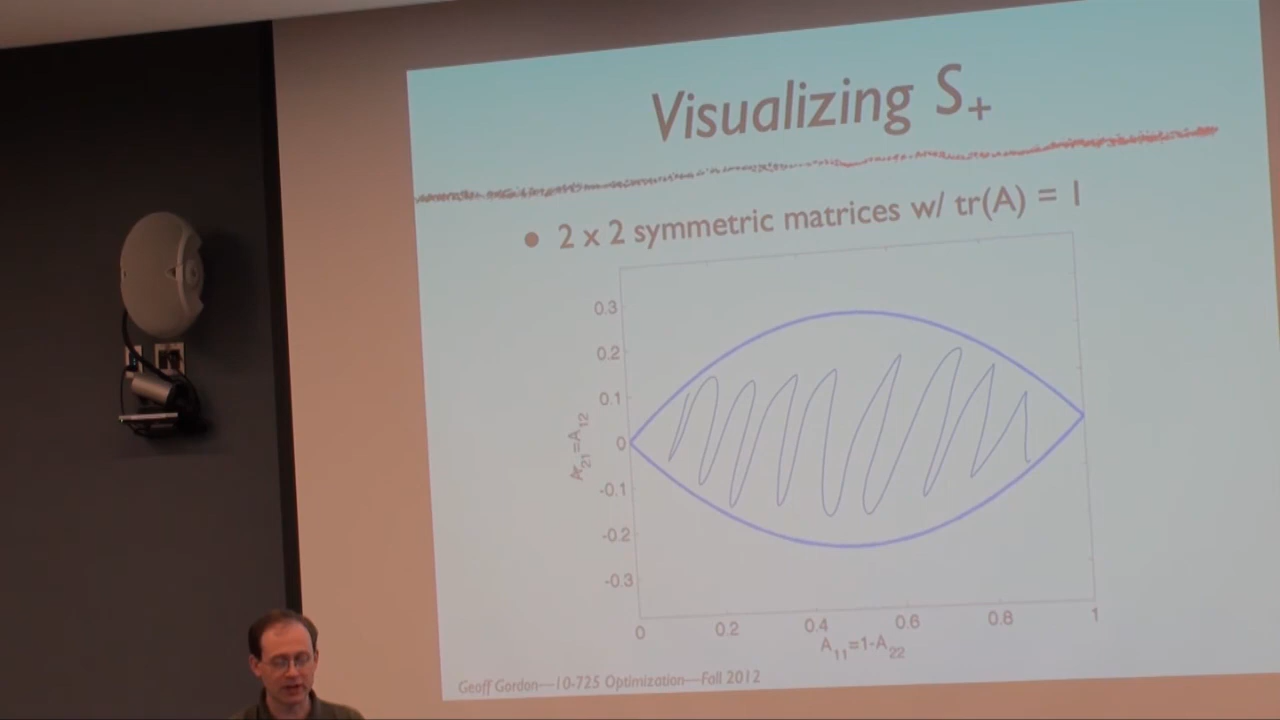 Visualizing S+
• 2 x 2 symmetric matrices w/ tr(A) = 1
0.3
0.2
0.1
0
-0.1
-0.2
-0.3
A21=A12
0 0.2 0.4 0.6 0.8 1
A11=1-A22
Geoff Gordon—10-725 Optimization—Fall 2012